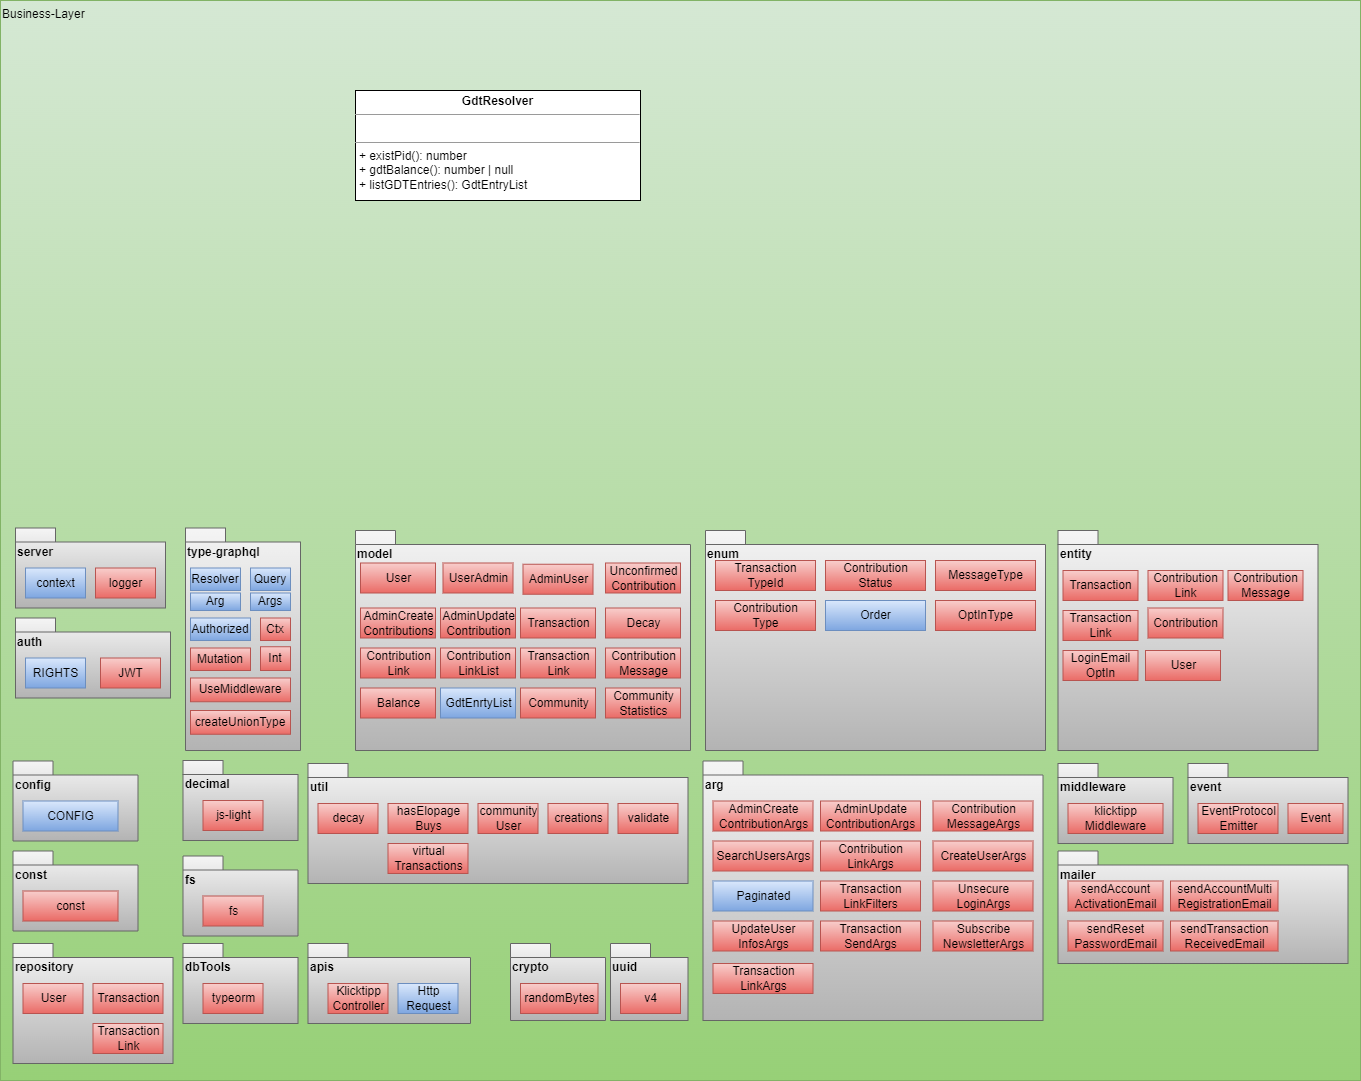 Business-Layer
GdtResolver
+ existPid(): number
+ gdtBalance(): number | null
+ listGDTEntries(): GdtEntryList
server
context
logger
auth
RIGHTS
JWT
type-graphql
Resolver
Query
Arg
Args
Authorized
Ctx
Mutation
Int
UseMiddleware
createUnionType
model
User
UserAdmin
AdminUser
Unconfirmed
Contribution
AdminCreate
Contributions
AdminUpdate
Contribution
Transaction
Decay
Contribution
Link
Contribution
LinkList
Transaction
Link
Contribution
Message
Balance
GdtEnrtyList
Community
Community
Statistics
enum
Transaction
TypeId
Contribution
Status
MessageType
Contribution
Type
Order
OptInType
entity
Transaction
Contribution
Link
Contribution
Message
Transaction
Link
Contribution
LoginEmail
OptIn
User
config
CONFIG
decimal
js-light
util
decay
hasElopage
Buys
community
User
creations
validate
virtual
Transactions
arg
AdminCreate
ContributionArgs
AdminUpdate
ContributionArgs
Contribution
MessageArgs
SearchUsersArgs
Contribution
LinkArgs
CreateUserArgs
Paginated
Transaction
LinkFilters
Unsecure
LoginArgs
UpdateUser
InfosArgs
Transaction
SendArgs
Subscribe
NewsletterArgs
Transaction
LinkArgs
middleware
klicktipp
Middleware
event
EventProtocol
Emitter
Event
const
const
fs
fs
mailer
sendAccount
ActivationEmail
sendAccountMulti
RegistrationEmail
sendReset
PasswordEmail
sendTransaction
ReceivedEmail
repository
User
Transaction
Transaction
Link
dbTools
typeorm
apis
Klicktipp
Controller
Http
Request
crypto
randomBytes
uuid
v4